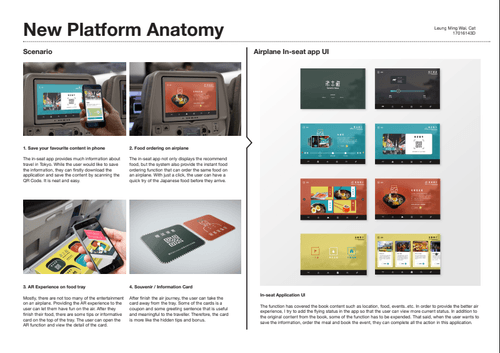 New Platform Anatomy
Leung Ming Wai, Cat
17016143D
Scenario
1. Save your favourite content in phone
The in-seat app provides much information about
travel in Tokyo. While the user would like to save
the information, they can firstly download the
application and save the content by scanning the
QR Code. It is neat and easy.
2. Food ordering on airplane
The in-seat app not only displays the recommend
food, but the system also provide the instant food
ordering function that can order the same food on
an airplane. With just a click, the user can have a
quick try of the Japanese food before they arrive.
3. AR Experience on food tray
Mostly, there are not too many of the entertainment
on an airplane. Providing the AR experience to the
user can let them have fun on the air. After they
finish their food, there are some tips or informative
card on the top of the tray. The user can open the
AR function and view the detail of the card.
4. Souvenir / Information Card
After finish the air journey, the user can take the
card away from the tray. Some of the cards is a
coupon and some greeting sentence that is useful
and meaningful to the traveller. Therefore, the card
is more like the hidden tips and bonus.
Airplane In-seat app UI
In-seat Application UI
The function has covered the book content such as location, food, events..etc. In order to provide the better air
experience, I try to add the flying status in the app so that the user can view more current status. In addition to
the original content from the book, some of the function has to be expanded. That said, when the user wants to
save the information, order the meal and book the event, they can complete all the action in this application.